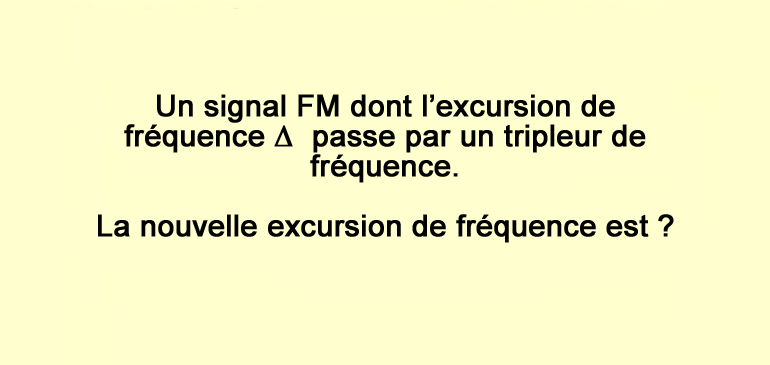 Un signal FM dont l’excursion de
fréquence Δ passe par un tripleur de
fréquence.
La nouvelle excursion de fréquence est ?